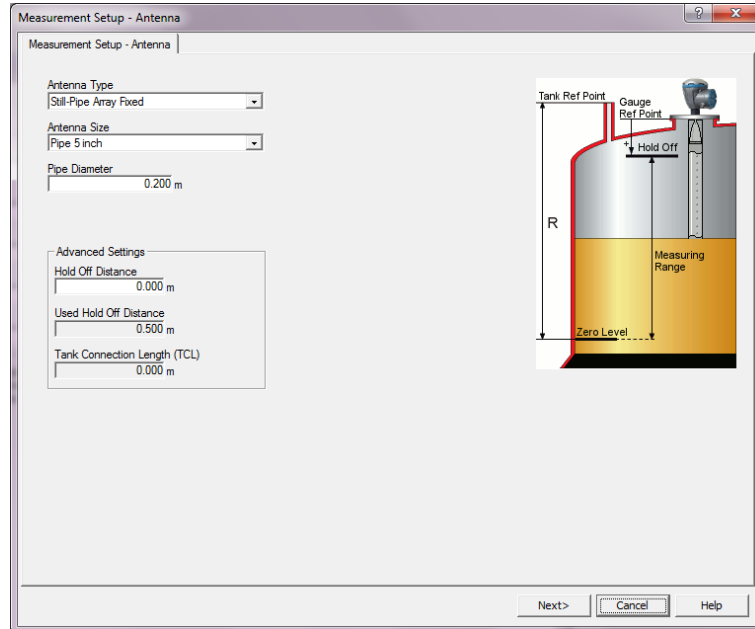 Measurement Setup - Antenna
Measurement Setup - Antenna
Antenna Type
Still-Pipe Array Fixed
Antenna Size
Pipe 5 inch
Pipe Diameter
0.200 m
Advanced Settings
Hold Off Distance
0.000 m
Used Hold Off Distance
0.500 m
Tank Connection Length (TCL)
0.000 m
Tank Ref Point
Gauge
Ref Point
+ Hold Off
R
Measuring
Range
Zero Level
Next>
Cancel
Help